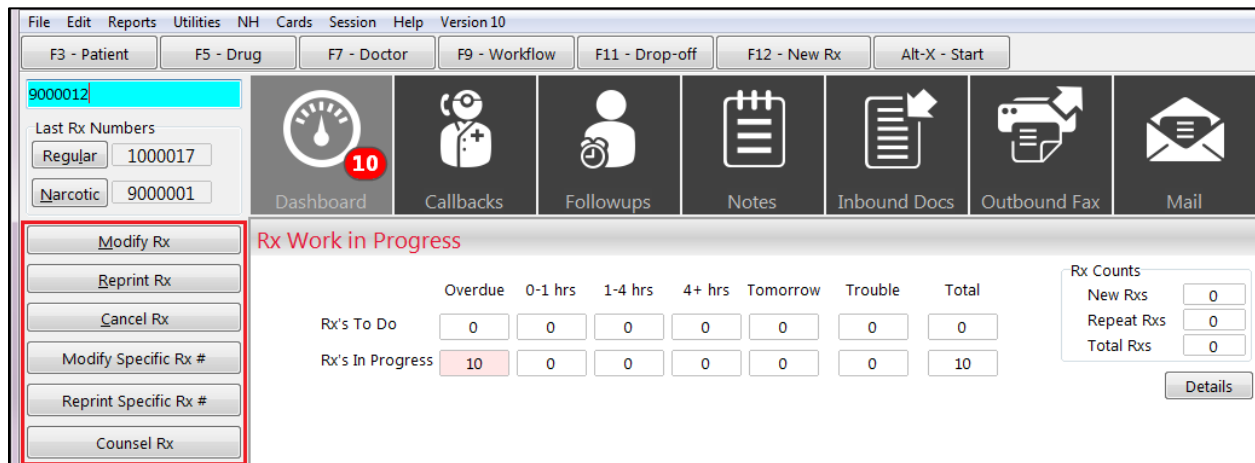 File Edit Reports Utilities NH Cards Session Help Version 10
F3 - Patient F5 - Drug F7 - Doctor F9 - Workflow F11 - Drop-off F12 - New Rx Alt-X - Start
9000012
Last Rx Numbers
Regular 1000017
Narcotic 9000001
10
Dashboard Callbacks Followups Notes Inbound Docs Outbound Fax Mail
Modify Rx
Reprint Rx
Cancel Rx
Modify Specific Rx #
Reprint Specific Rx #
Counsel Rx
Rx Work in Progress
Overdue 0-1 hrs 1-4 hrs 4+ hrs Tomorrow Trouble Total
Rx's To Do 0 0 0 0 0 0 0
Rx's In Progress 10 0 0 0 0 0 10
Rx Counts
New Rxs 0
Repeat Rxs 0
Total Rxs 0
Details